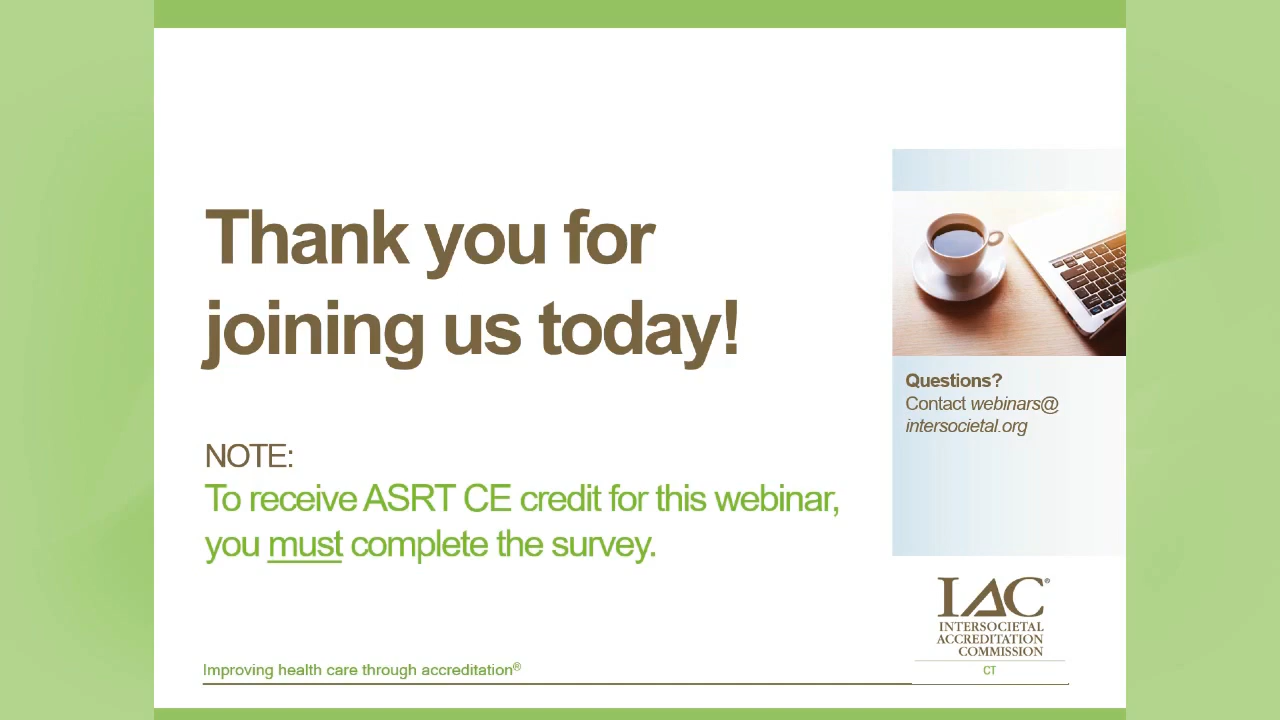 Thank you for
joining us today!
NOTE:
To receive ASRT CE credit for this webinar,
you must complete the survey.
Questions?
Contact webinars@
intersocietal.org
IAC®
INTERSOCIETAL
ACCREDITATION
COMMISSION
CT
Improving health care through accreditation®